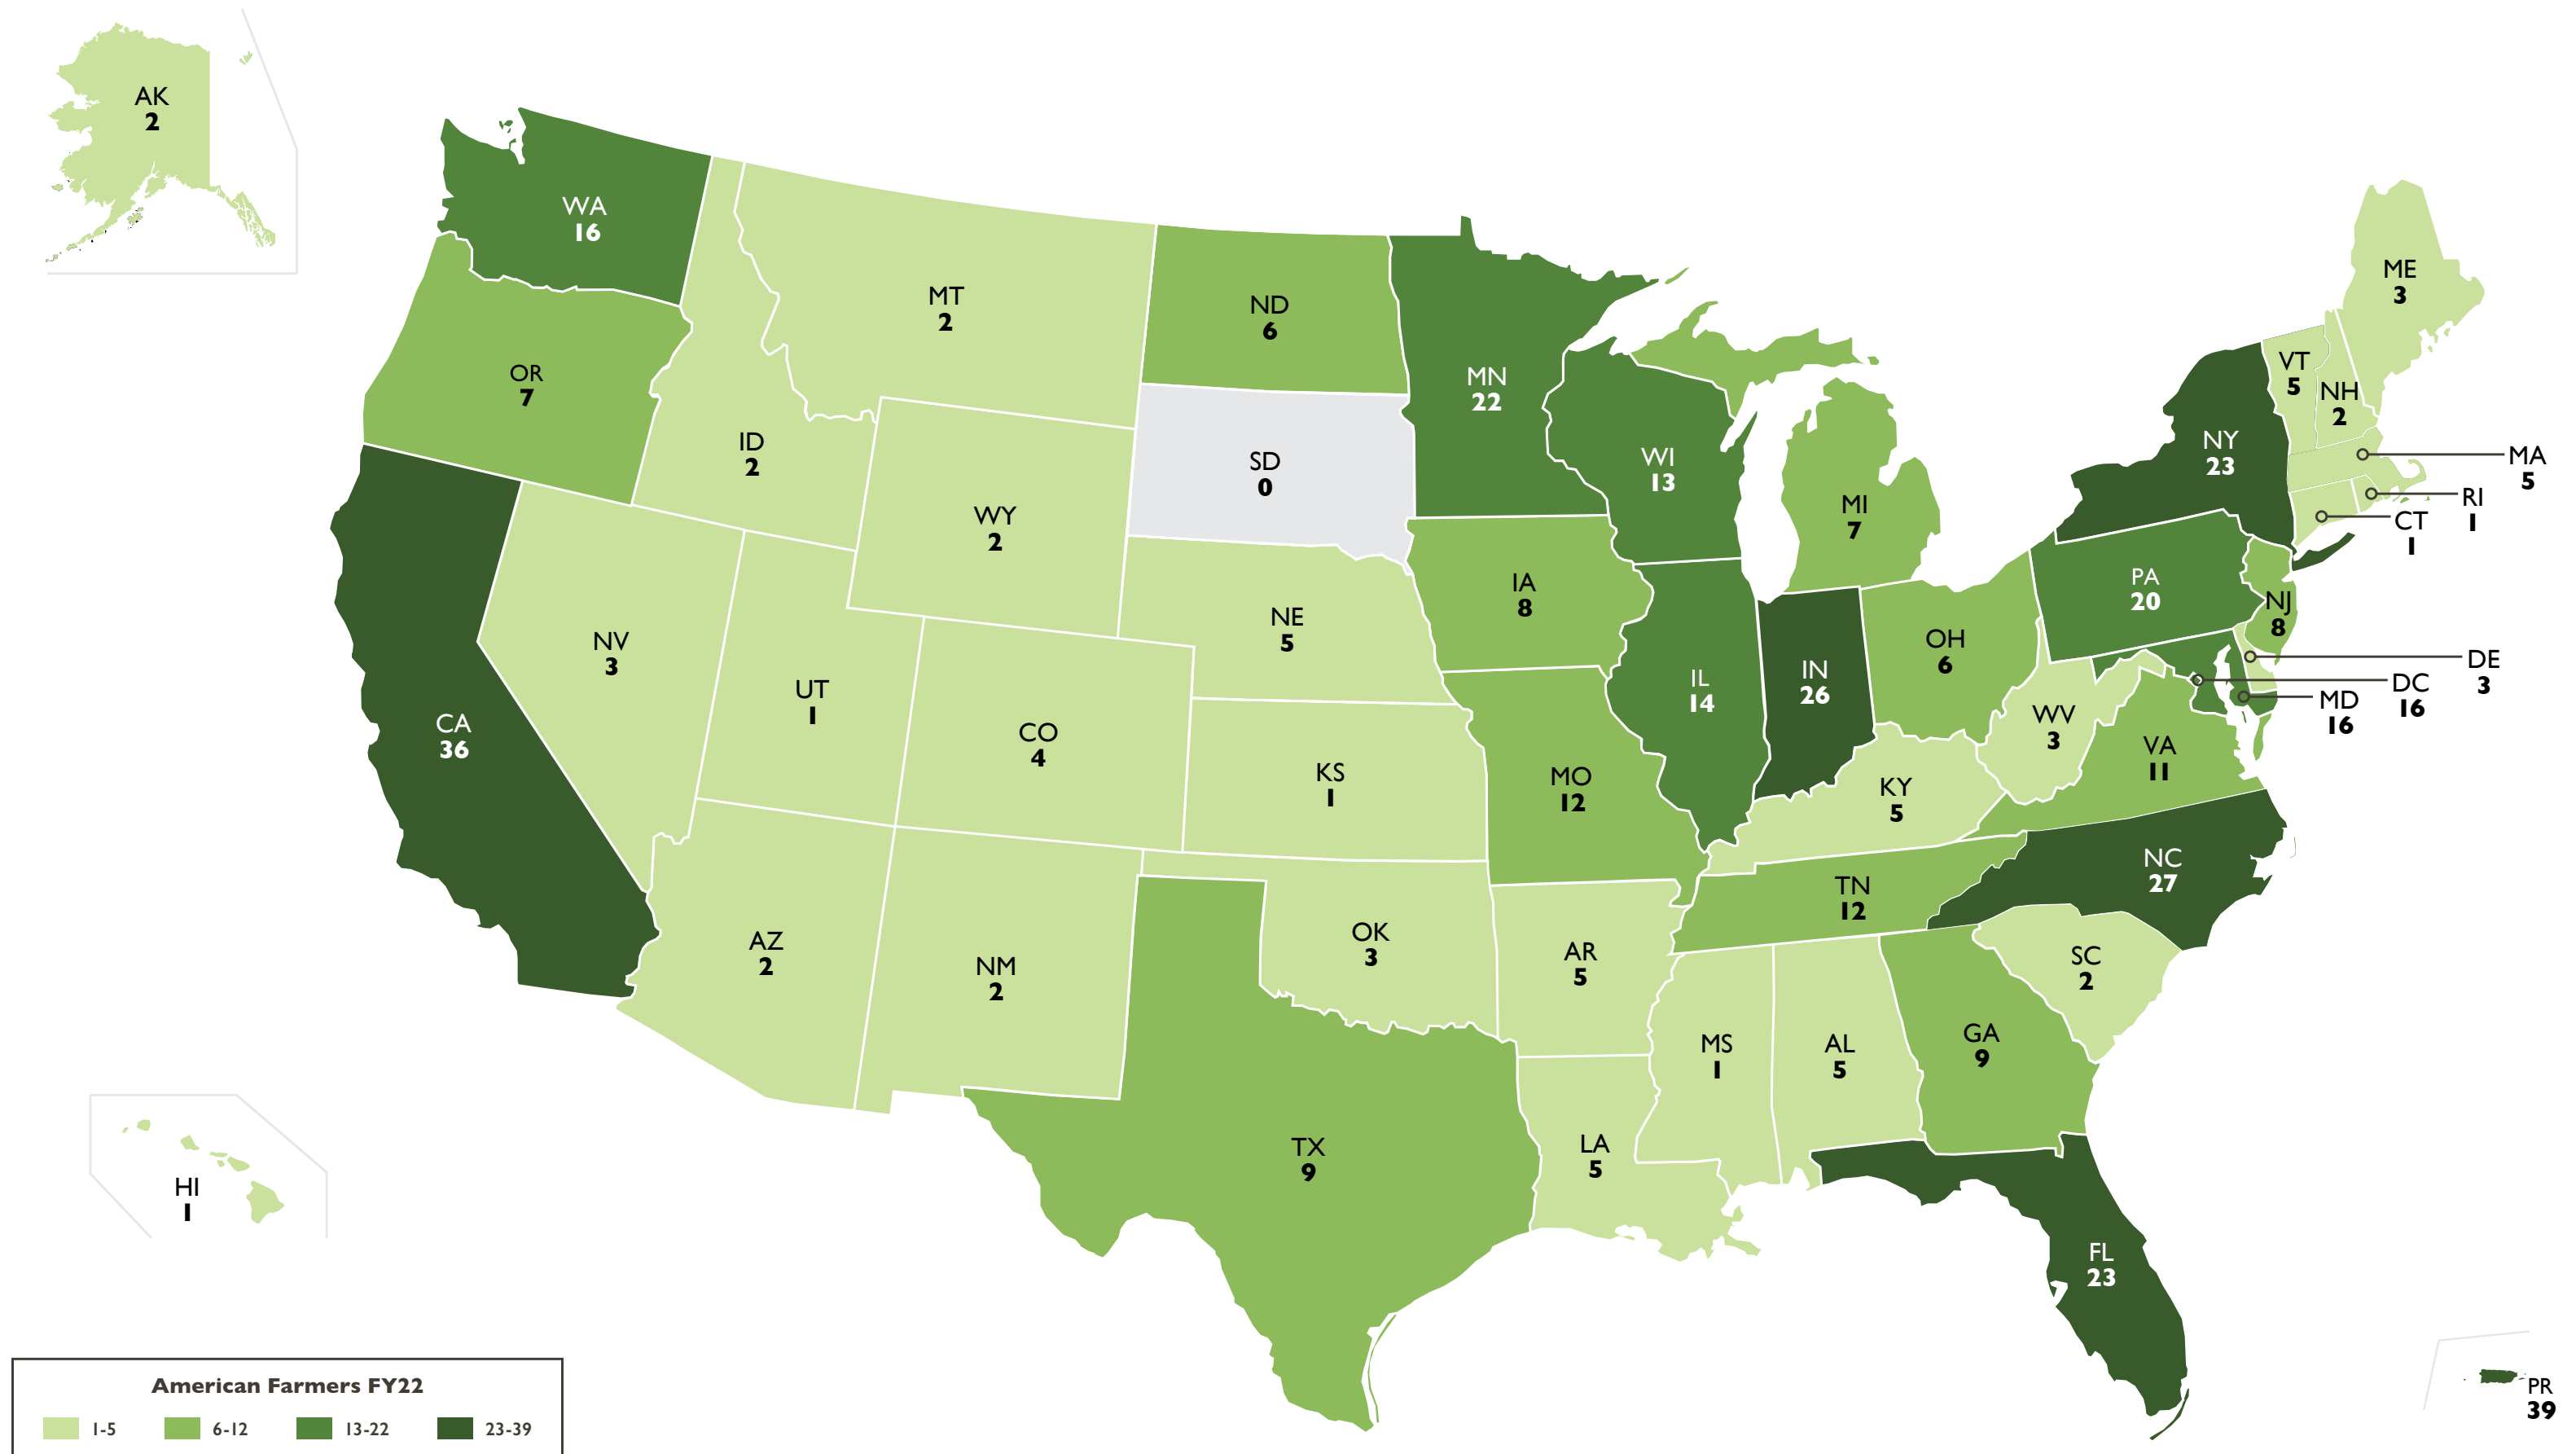 AK
2
WA
16
MT
2
ND
6
MN
22
ME
3
OR
7
ID
2
WY
2
SD
0
WI
13
MI
7
NY
23
VT
5
NH
2
MA
5
RI
1
CT
1
NV
3
UT
1
CO
4
NE
5
IA
8
IL
14
IN
26
OH
6
PA
20
NJ
8
DE
3
DC
16
MD
16
CA
36
KS
1
MO
12
KY
5
WV
3
VA
11
AZ
2
NM
2
OK
3
AR
5
TN
12
NC
27
SC
2
HI
1
TX
9
LA
5
MS
1
AL
5
GA
9
FL
23
PR
39
American Farmers FY22
1-5 6-12 13-22 23-39